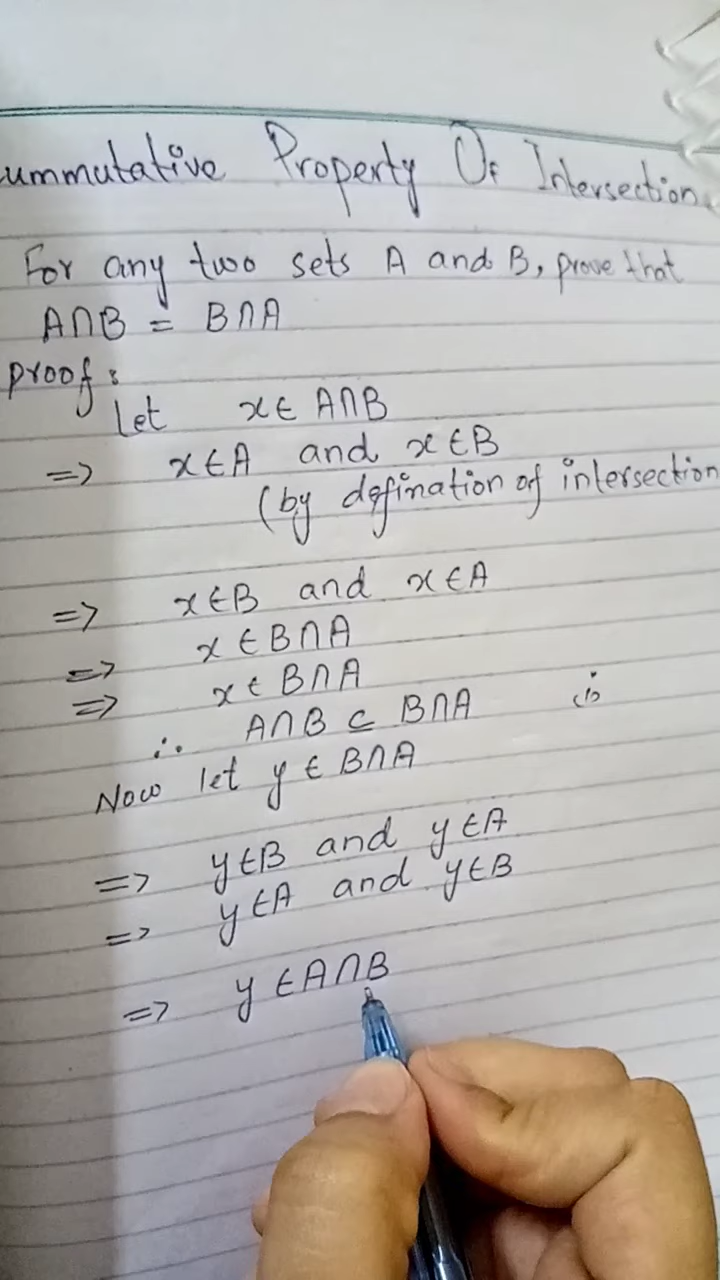 ummutative Property Of Intersection.
For any two sets A and B, prove that
A∩B = B∩A
proof:
Let x∈ A∩B
=> x∈A and x∈B
(by defination of intersection
=> x∈B and x∈A
=> x ∈ B∩A
=> x ∈ B∩A
∴ A∩B ⊆ B∩A (i)
Now let y ∈ B∩A
=> y∈B and y∈A
=> y∈A and y∈B
=> y ∈A∩B